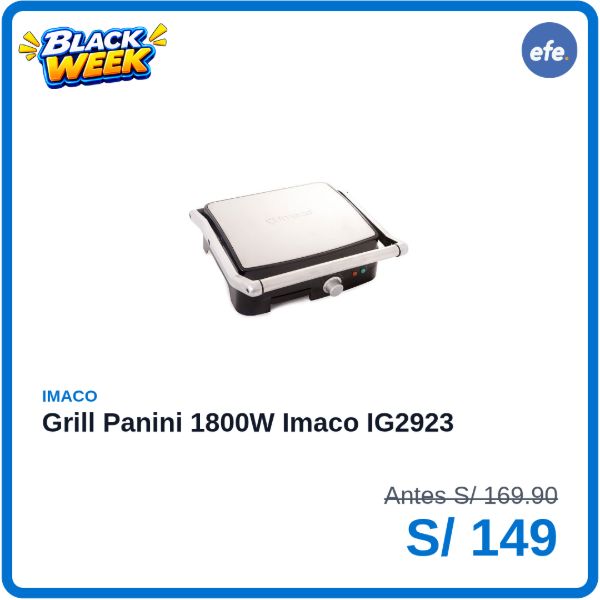 BLACK
WEEK
efe.
IMACO
Grill Panini 1800W Imaco IG2923
Antes S/ 169.90
S/ 149